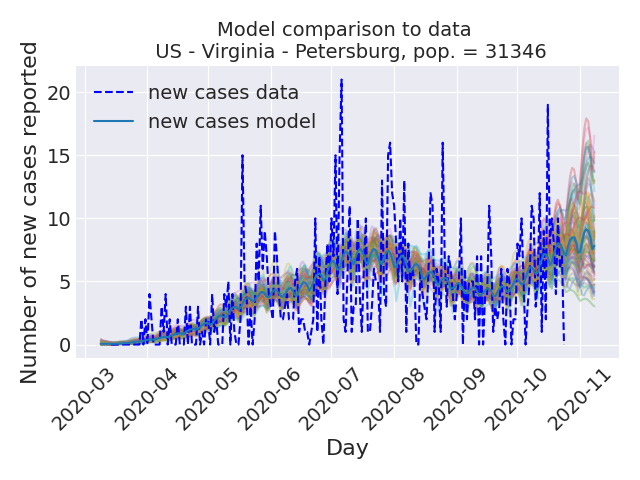 Model comparison to data
US - Virginia - Petersburg, pop. = 31346
Number of new cases reported
20
15
10
5
0
new cases data
new cases model
2020-03
2020-04
2020-05
2020-06
2020-07
2020-08
2020-09
2020-10
2020-11
Day